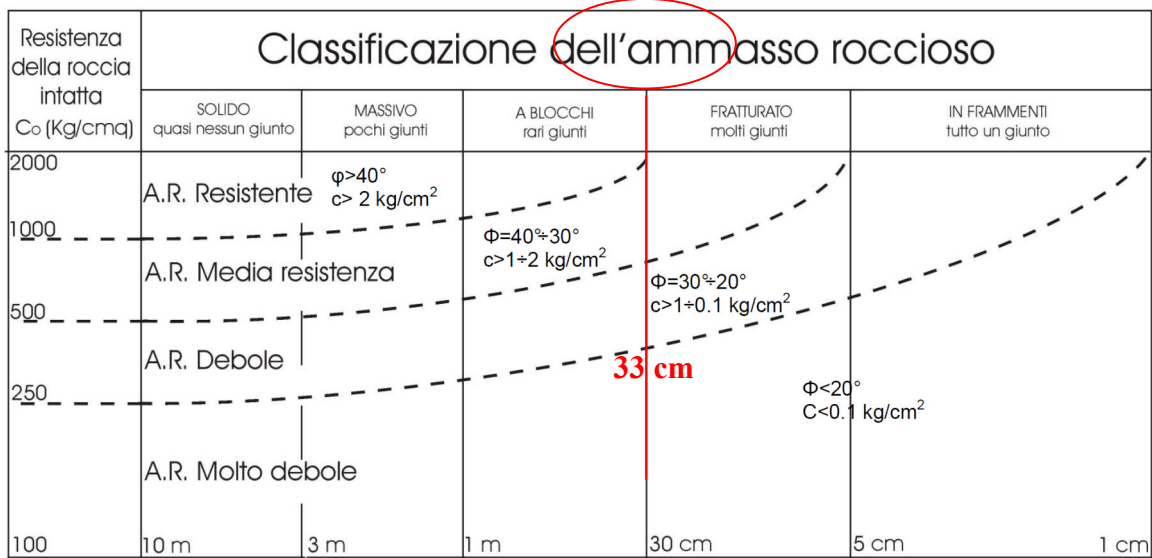 Resistenza
della roccia
intatta
Co (Kg/cmq)
Classificazione dell'ammasso roccioso
SOLIDO
quasi nessun giunto
MASSIVO
pochi giunti
A BLOCCHI
rari giunti
FRATTURATO
molti giunti
IN FRAMMENTI
tutto un giunto
2000
A.R. Resistente
φ>40°
c> 2 kg/cm²
1000
A.R. Media resistenza
Φ=40°÷30°
c>1÷2 kg/cm²
Φ=30°÷20°
c>1÷0.1 kg/cm²
500
A.R. Debole
33 cm
250
Φ<20°
C<0.1 kg/cm²
A.R. Molto debole
100
10 m
3 m
1 m
30 cm
5 cm
1 cm